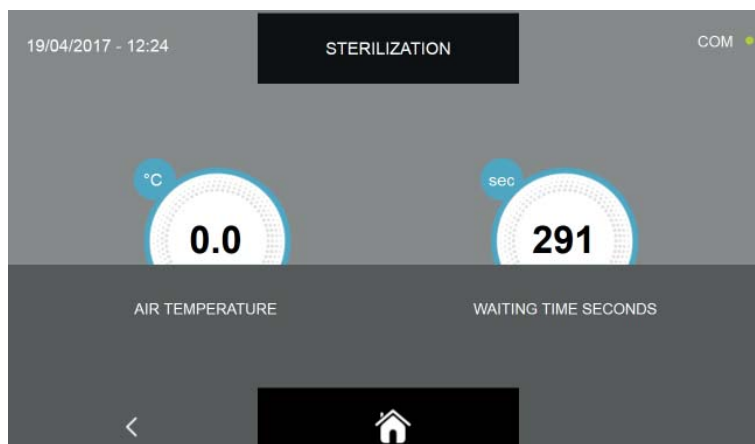 19/04/2017 - 12:24
STERILIZATION
COM
°C
sec
0.0
291
AIR TEMPERATURE
WAITING TIME SECONDS